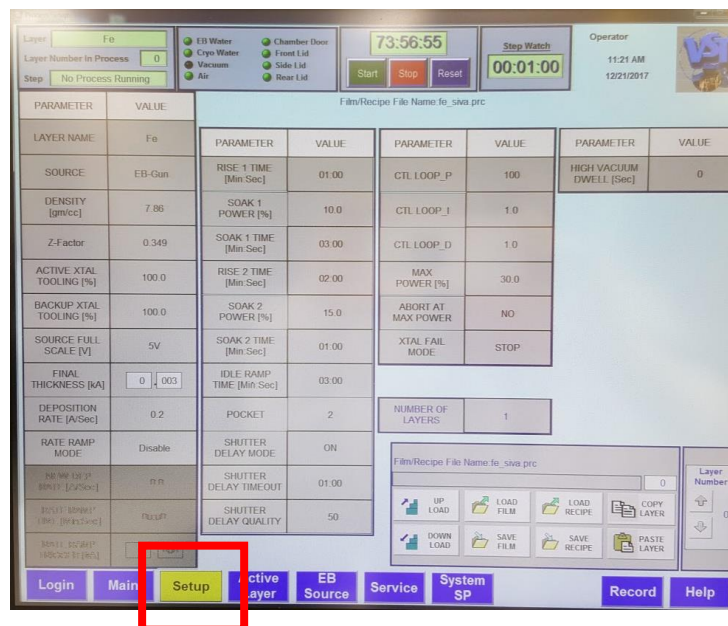 Layer Fe
Layer Number In Process 0
Step No Process Running
EB Water
Cryo Water
Vacuum
Air
Chamber Door
Front Lid
Side Lid
Rear Lid
73:56:55
Start Stop Reset
Step Watch
00:01:00
Operator
11:21 AM
12/21/2017
Film/Recipe File Name:fe_siva.prc
PARAMETER VALUE
LAYER NAME Fe
SOURCE EB-Gun
DENSITY
[gm/cc] 7.86
Z-Factor 0.349
ACTIVE XTAL
TOOLING [%] 100.0
BACKUP XTAL
TOOLING [%] 100.0
SOURCE FULL
SCALE [V] 5V
FINAL
THICKNESS [kA] 0 . 003
DEPOSITION
RATE [A/Sec] 0.2
RATE RAMP
MODE Disable
PARAMETER VALUE
RISE 1 TIME
[Min:Sec] 01:00
SOAK 1
POWER [%] 10.0
SOAK 1 TIME
[Min:Sec] 03:00
RISE 2 TIME
[Min:Sec] 02:00
SOAK 2
POWER [%] 15.0
SOAK 2 TIME
[Min:Sec] 01:00
IDLE RAMP
TIME [Min:Sec] 03:00
POCKET 2
SHUTTER
DELAY MODE ON
SHUTTER
DELAY TIMEOUT 01:00
SHUTTER
DELAY QUALITY 50
PARAMETER VALUE
CTL LOOP_P 100
CTL LOOP_I 1.0
CTL LOOP_D 1.0
MAX
POWER [%] 30.0
ABORT AT
MAX POWER NO
XTAL FAIL
MODE STOP
NUMBER OF
LAYERS 1
PARAMETER VALUE
HIGH VACUUM
DWELL [Sec] 0
Film/Recipe File Name:fe_siva.prc
0
UP
LOAD
LOAD
FILM
LOAD
RECIPE
COPY
LAYER
DOWN
LOAD
SAVE
FILM
SAVE
RECIPE
PASTE
LAYER
Layer
Number
0
Login
Main
Setup
Active
Layer
EB
Source
Service
System
SP
Record
Help